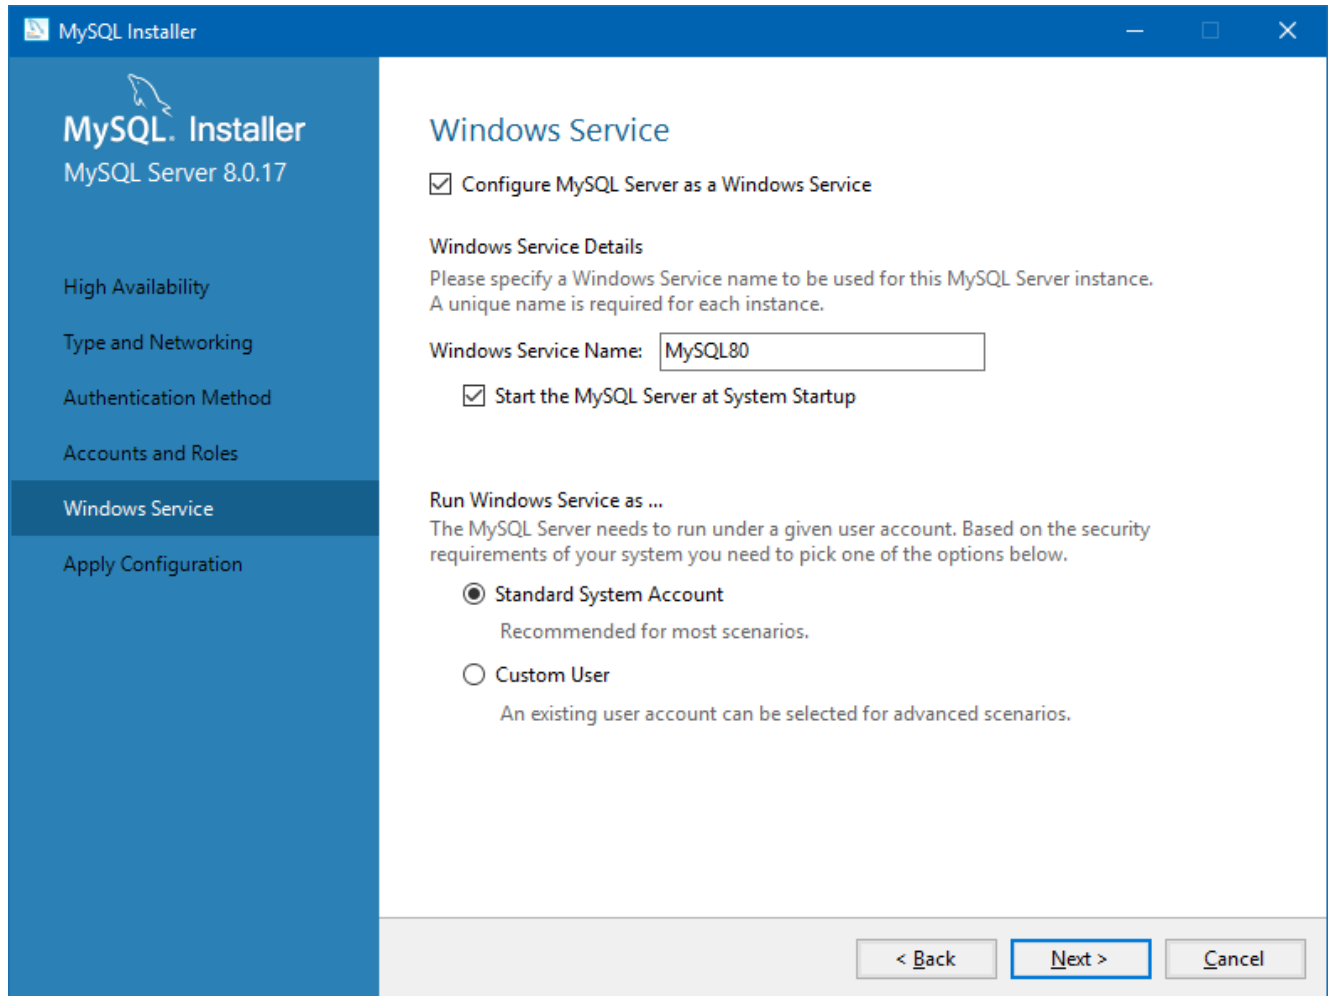 MySQL Installer
MySQL. Installer
MySQL Server 8.0.17
High Availability
Type and Networking
Authentication Method
Accounts and Roles
Windows Service
Apply Configuration
Windows Service
Configure MySQL Server as a Windows Service
Windows Service Details
Please specify a Windows Service name to be used for this MySQL Server instance.
A unique name is required for each instance.
Windows Service Name: MySQL80
Start the MySQL Server at System Startup
Run Windows Service as ...
The MySQL Server needs to run under a given user account. Based on the security
requirements of your system you need to pick one of the options below.
Standard System Account
Recommended for most scenarios.
Custom User
An existing user account can be selected for advanced scenarios.
< Back Next > Cancel